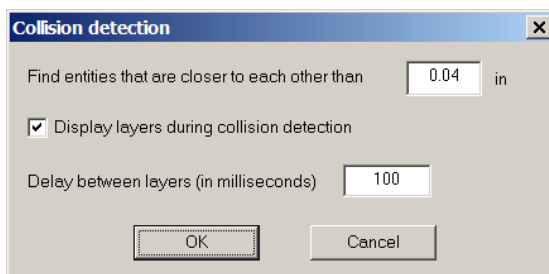 Collision detection
Find entities that are closer to each other than 0.04 in
Display layers during collision detection
Delay between layers (in milliseconds) 100
OK Cancel